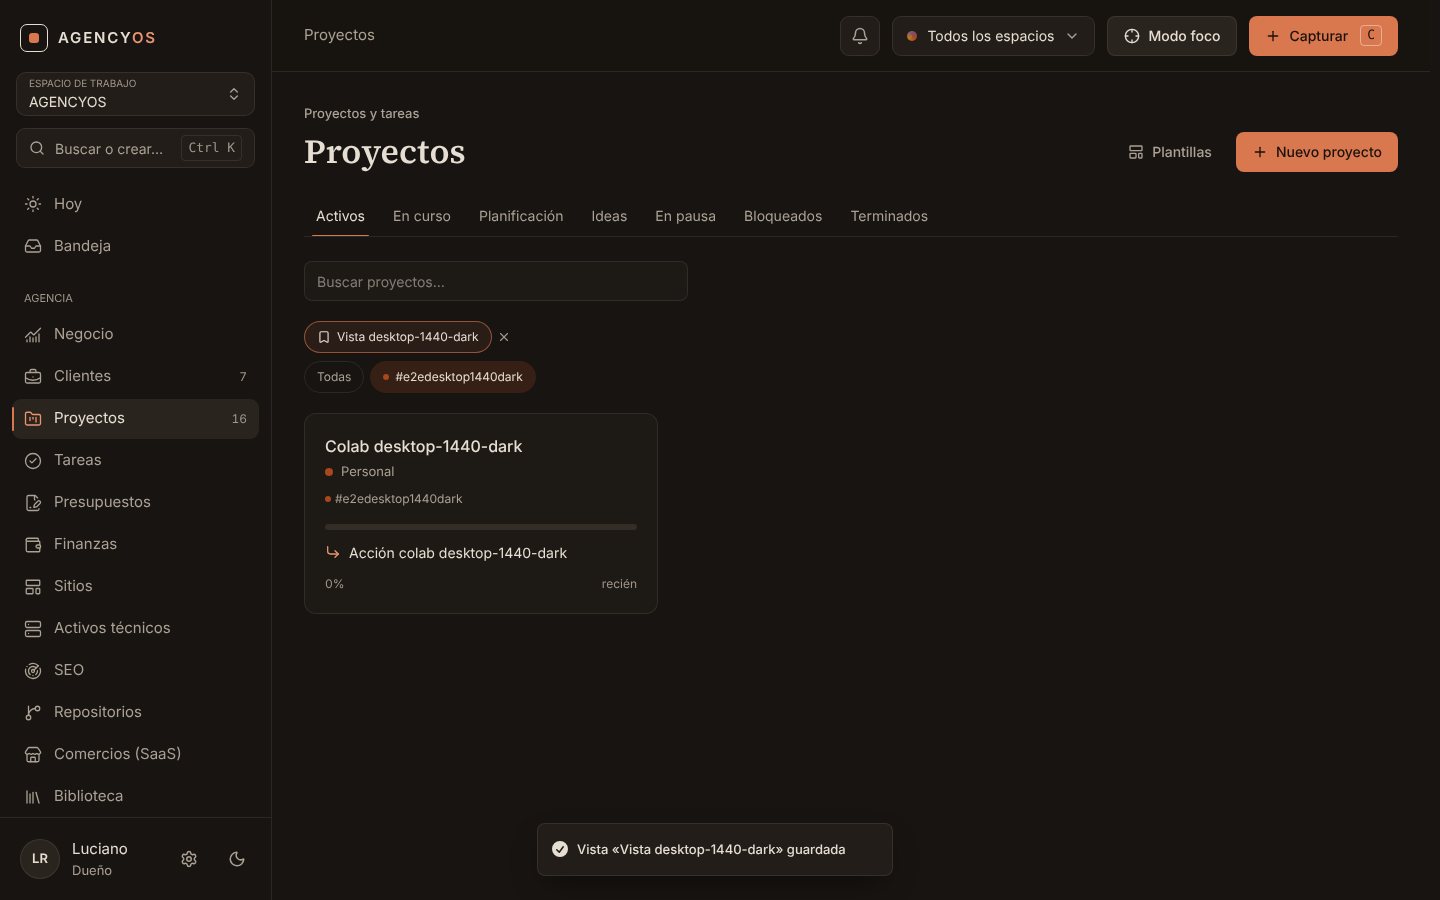 AGENCYOS
ESPACIO DE TRABAJO
AGENCYOS
Buscar o crear... Ctrl K
Hoy
Bandeja
AGENCIA
Negocio
Clientes 7
Proyectos 16
Tareas
Presupuestos
Finanzas
Sitios
Activos técnicos
SEO
Repositorios
Comercios (SaaS)
Biblioteca
LR
Luciano
Dueño
Proyectos
Todos los espacios
Modo foco
Capturar C
Proyectos y tareas
Proyectos
Plantillas
Nuevo proyecto
Activos En curso Planificación Ideas En pausa Bloqueados Terminados
Buscar proyectos...
Vista desktop-1440-dark
Todas #e2edesktop1440dark
Colab desktop-1440-dark
Personal
#e2edesktop1440dark
Acción colab desktop-1440-dark
0% recién
Vista «Vista desktop-1440-dark» guardada